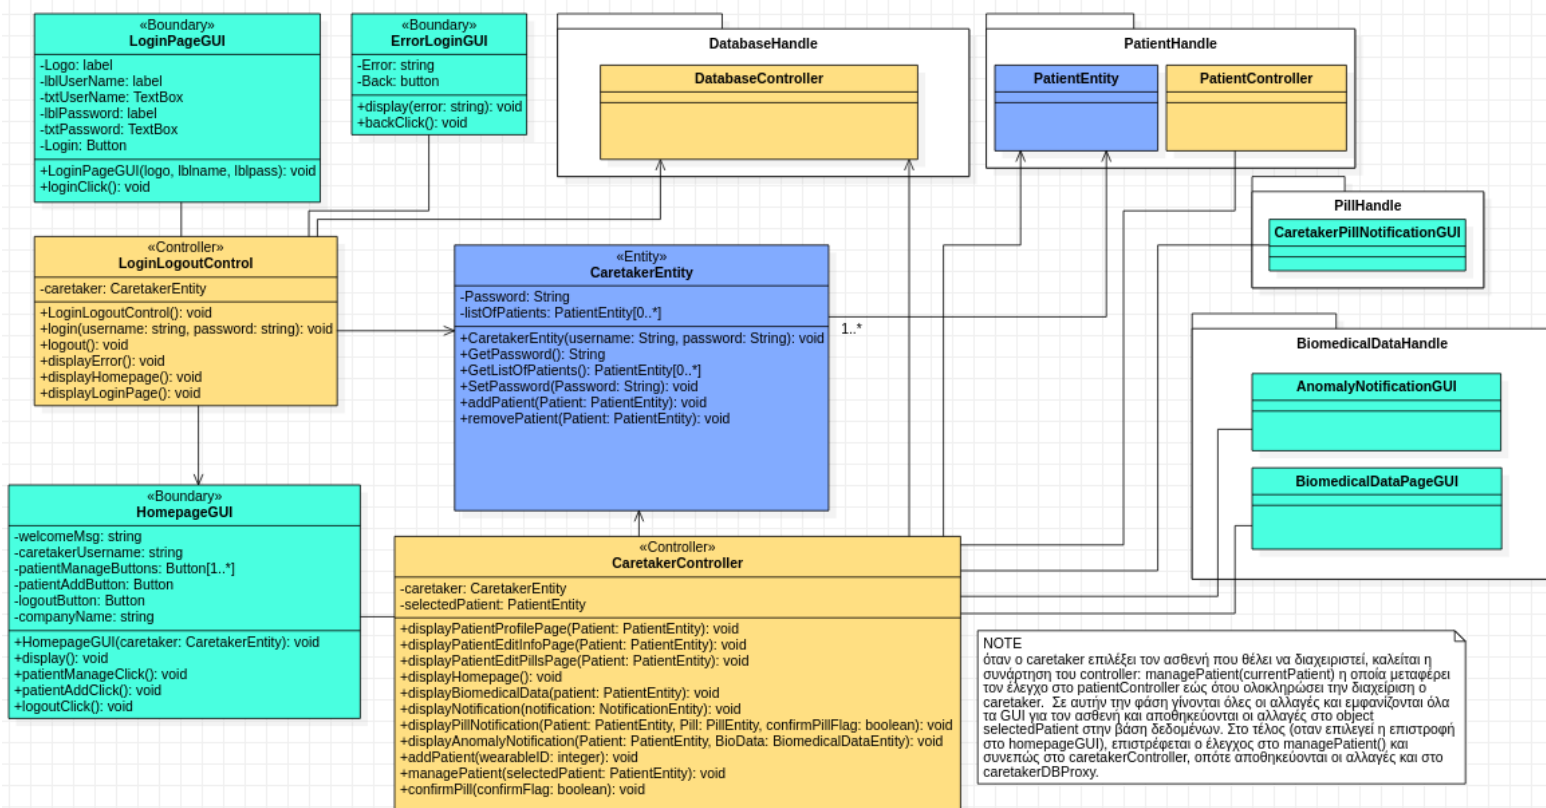 «Boundary»
LoginPageGUI
-Logo: label
-lblUserName: label
-txtUserName: TextBox
-lblPassword: label
-txtPassword: TextBox
-Login: Button
+LoginPageGUI(logo, lblname, lblpass): void
+loginClick(): void
«Boundary»
ErrorLoginGUI
-Error: string
-Back: button
+display(error: string): void
+backClick(): void
DatabaseHandle
DatabaseController
PatientHandle
PatientEntity
PatientController
PillHandle
CaretakerPillNotificationGUI
«Controller»
LoginLogoutControl
-caretaker: CaretakerEntity
+LoginLogoutControl(): void
+login(username: string, password: string): void
+logout(): void
+displayError(): void
+displayHomepage(): void
+displayLoginPage(): void
«Entity»
CaretakerEntity
-Password: String
-listOfPatients: PatientEntity[0..*]
+CaretakerEntity(username: String, password: String): void
+GetPassword(): String
+GetListOfPatients(): PatientEntity[0..*]
+SetPassword(Password: String): void
+addPatient(Patient: PatientEntity): void
+removePatient(Patient: PatientEntity): void
1..*
BiomedicalDataHandle
AnomalyNotificationGUI
BiomedicalDataPageGUI
«Boundary»
HomepageGUI
-welcomeMsg: string
-caretakerUsername: string
-patientManageButtons: Button[1..*]
-patientAddButton: Button
-logoutButton: Button
-companyName: string
+HomepageGUI(caretaker: CaretakerEntity): void
+display(): void
+patientManageClick(): void
+patientAddClick(): void
+logoutClick(): void
«Controller»
CaretakerController
-caretaker: CaretakerEntity
-selectedPatient: PatientEntity
+displayPatientProfilePage(Patient: PatientEntity): void
+displayPatientEditInfoPage(Patient: PatientEntity): void
+displayPatientEditPillsPage(Patient: PatientEntity): void
+displayHomepage(): void
+displayBiomedicalData(patient: PatientEntity): void
+displayNotification(notification: NotificationEntity): void
+displayPillNotification(Patient: PatientEntity, Pill: PillEntity, confirmPillFlag: boolean): void
+displayAnomalyNotification(Patient: PatientEntity, BioData: BiomedicalDataEntity): void
+addPatient(wearableID: integer): void
+managePatient(selectedPatient: PatientEntity): void
+confirmPill(confirmFlag: boolean): void
NOTE
όταν ο caretaker επιλέξει τον ασθενή που θέλει να διαχειριστεί, καλείται η
συνάρτηση του controller: managePatient(currentPatient) η οποία μεταφέρει
τον έλεγχο στο patientController εώς ότου ολοκληρώσει την διαχείριση ο
caretaker.  Σε αυτήν την φάση γίνονται όλες οι αλλαγές και εμφανίζονται όλα
τα GUI για τον ασθενή και αποθηκεύονται οι αλλαγές στο object
selectedPatient στην βάση δεδομένων. Στο τέλος (οταν επιλεγεί η επιστροφή
στο homepageGUI), επιστρέφεται ο έλεγχος στο managePatient() και
συνεπώς στο caretakerController, οπότε αποθηκεύονται οι αλλαγές και στο
caretakerDBProxy.